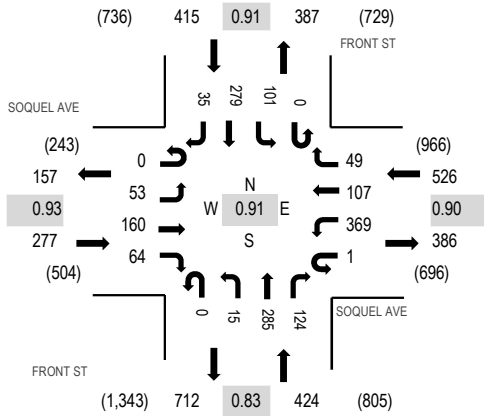 (736) 415 0.91 387 (729)
FRONT ST
35 279 101 0
SOQUEL AVE
(243) (966)
157 0 49 526
53 N 107
0.93 W 0.91 E 0.90
160 S 369
277 64 1 386
(504) (696)
0 15 285 124
SOQUEL AVE
FRONT ST
(1,343) 712 0.83 424 (805)